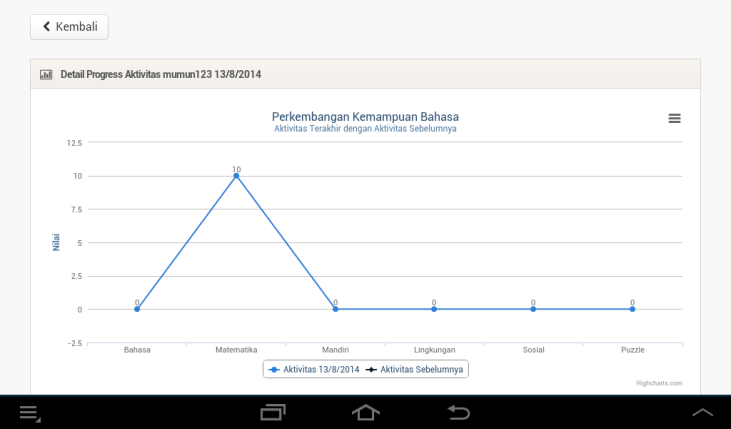 Kembali
Detail Progress Aktivitas mumun123 13/8/2014
Perkembangan Kemampuan Bahasa
Aktivitas Terakhir dengan Aktivitas Sebelumnya
12.5
10
7.5
5
2.5
0
-2.5
Nilai
0
10
0
0
0
0
Bahasa Matematika Mandiri Lingkungan Sosial Puzzle
Aktivitas 13/8/2014 Aktivitas Sebelumnya
Highcharts.com